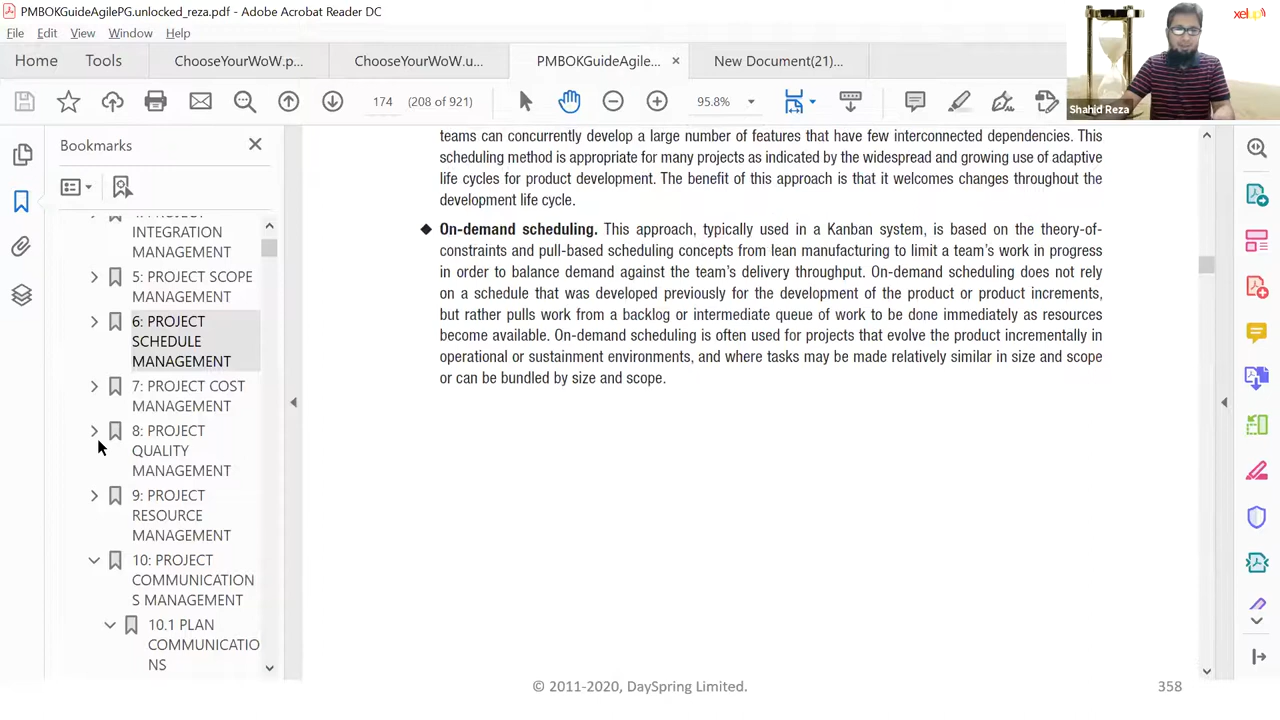 PMBOKGuideAgilePG.unlocked_reza.pdf - Adobe Acrobat Reader DC
xelup
File Edit View Window Help
Home Tools ChooseYourWoW.p... ChooseYourWoW.u... PMBOKGuideAgile... × New Document(21)...
174 (208 of 921) 95.8%
Shahid Reza
Bookmarks
INTEGRATION
MANAGEMENT
5: PROJECT SCOPE
MANAGEMENT
6: PROJECT
SCHEDULE
MANAGEMENT
7: PROJECT COST
MANAGEMENT
8: PROJECT
QUALITY
MANAGEMENT
9: PROJECT
RESOURCE
MANAGEMENT
10: PROJECT
COMMUNICATION
S MANAGEMENT
10.1 PLAN
COMMUNICATIO
NS
teams can concurrently develop a large number of features that have few interconnected dependencies. This
scheduling method is appropriate for many projects as indicated by the widespread and growing use of adaptive
life cycles for product development. The benefit of this approach is that it welcomes changes throughout the
development life cycle.
◆ On-demand scheduling. This approach, typically used in a Kanban system, is based on the theory-of-
constraints and pull-based scheduling concepts from lean manufacturing to limit a team's work in progress
in order to balance demand against the team's delivery throughput. On-demand scheduling does not rely
on a schedule that was developed previously for the development of the product or product increments,
but rather pulls work from a backlog or intermediate queue of work to be done immediately as resources
become available. On-demand scheduling is often used for projects that evolve the product incrementally in
operational or sustainment environments, and where tasks may be made relatively similar in size and scope
or can be bundled by size and scope.
© 2011-2020, DaySpring Limited.
358